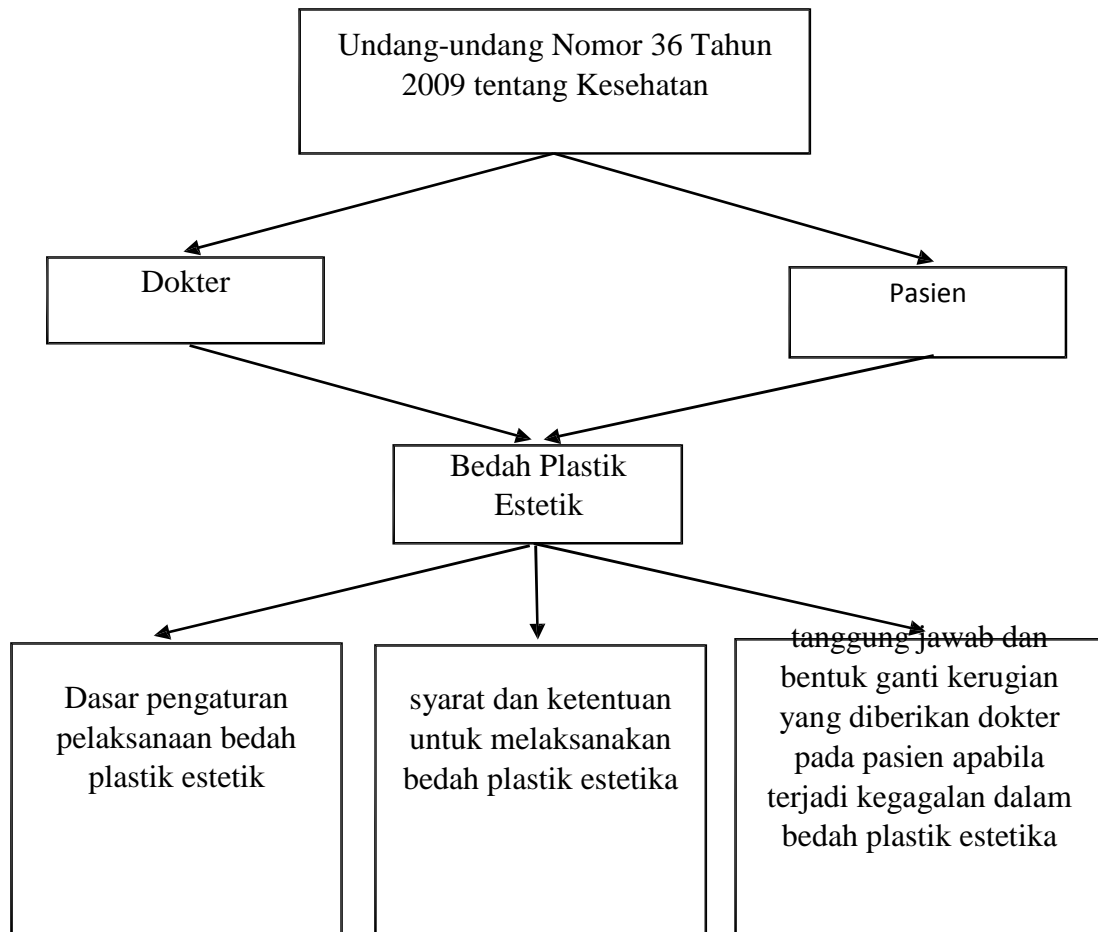 Undang-undang Nomor 36 Tahun
2009 tentang Kesehatan
Dokter
Pasien
Bedah Plastik
Estetik
Dasar pengaturan
pelaksanaan bedah
plastik estetik
syarat dan ketentuan
untuk melaksanakan
bedah plastik estetika
tanggung jawab dan
bentuk ganti kerugian
yang diberikan dokter
pada pasien apabila
terjadi kegagalan dalam
bedah plastik estetika